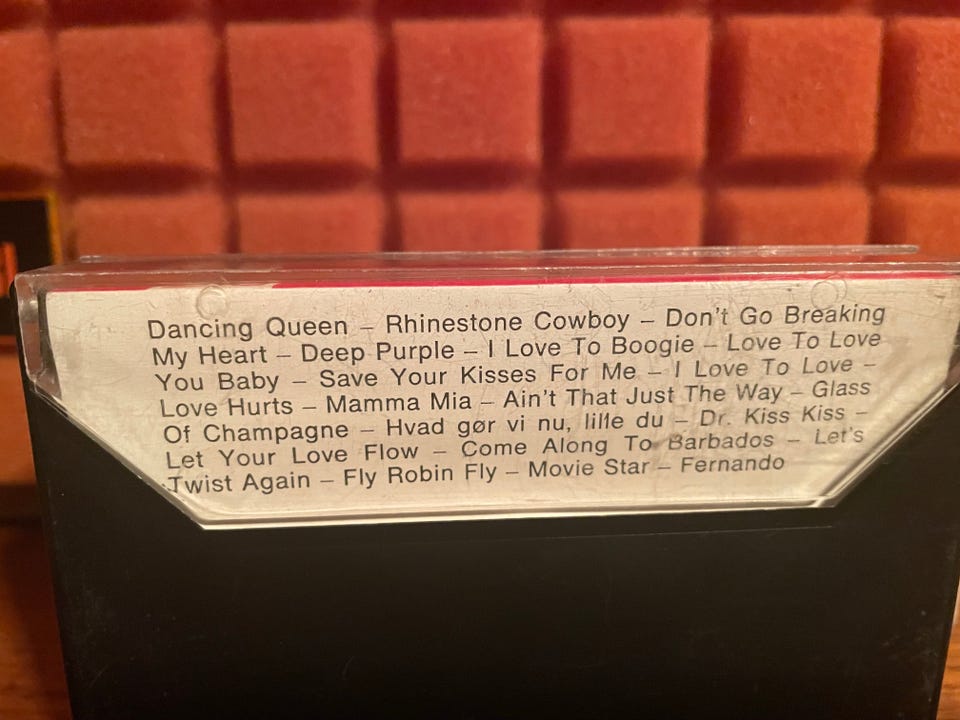 Dancing Queen – Rhinestone Cowboy – Don't Go Breaking
My Heart – Deep Purple – I Love To Boogie – Love To Love
You Baby – Save Your Kisses For Me – I Love To Love –
Love Hurts – Mamma Mia – Ain't That Just The Way – Glass
Of Champagne – Hvad gør vi nu, lille du – Dr. Kiss Kiss –
Let Your Love Flow – Come Along To Barbados – Let's
Twist Again – Fly Robin Fly – Movie Star – Fernando